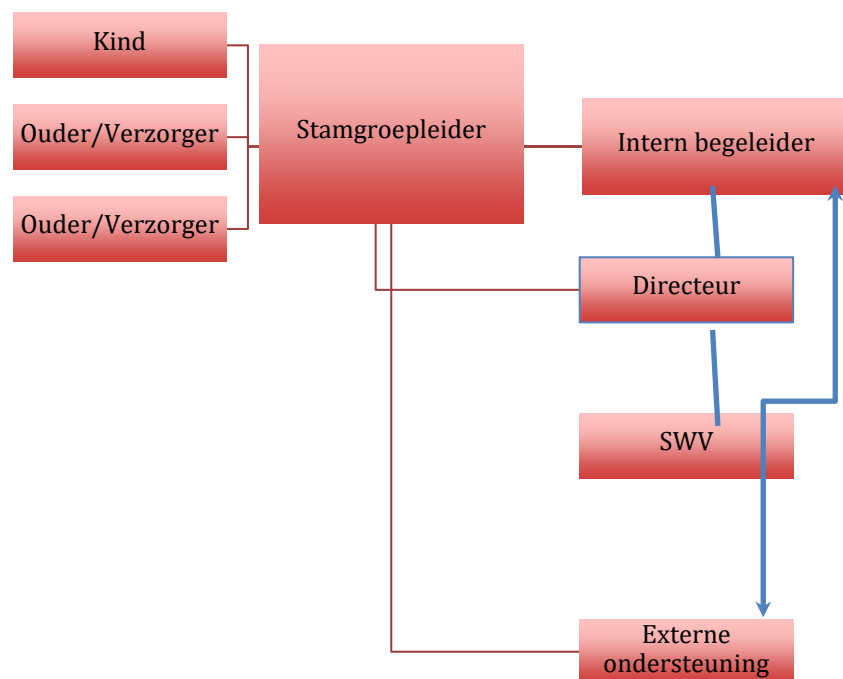 Kind
Ouder/Verzorger
Ouder/Verzorger
Stamgroepleider
Intern begeleider
Directeur
SWV
Externe
ondersteuning